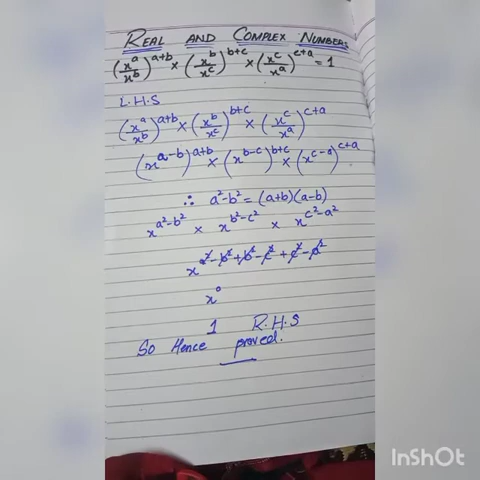 REAL AND COMPLEX NUMBERS
(x^a/x^b)^(a+b) × (x^b/x^c)^(b+c) × (x^c/x^a)^(c+a) = 1
L.H.S
(x^a/x^b)^(a+b) × (x^b/x^c)^(b+c) × (x^c/x^a)^(c+a)
(x^(a-b))^(a+b) × (x^(b-c))^(b+c) × (x^(c-a))^(c+a)
∴ a²-b² = (a+b)(a-b)
x^(a²-b²) × x^(b²-c²) × x^(c²-a²)
x^(a²-b²+b²-c²+c²-a²)
x^0
1 R.H.S
So Hence proved.
InShOt